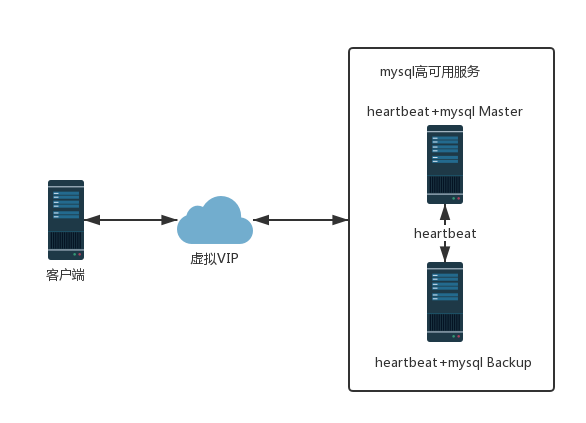 mysql高可用服务
heartbeat+mysql Master
heartbeat
heartbeat+mysql Backup
虚拟VIP
客户端